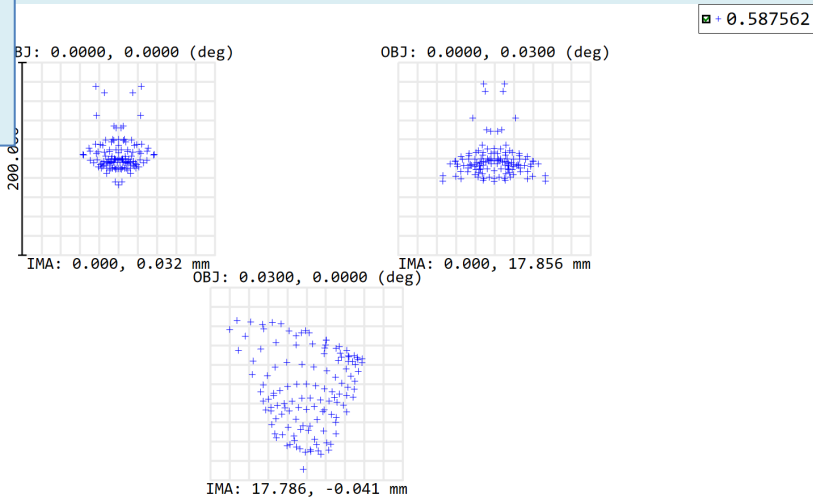 0.587562
BJ: 0.0000, 0.0000 (deg)
OBJ: 0.0000, 0.0300 (deg)
IMA: 0.000, 0.032 mm
IMA: 0.000, 17.856 mm
OBJ: 0.0300, 0.0000 (deg)
IMA: 17.786, -0.041 mm